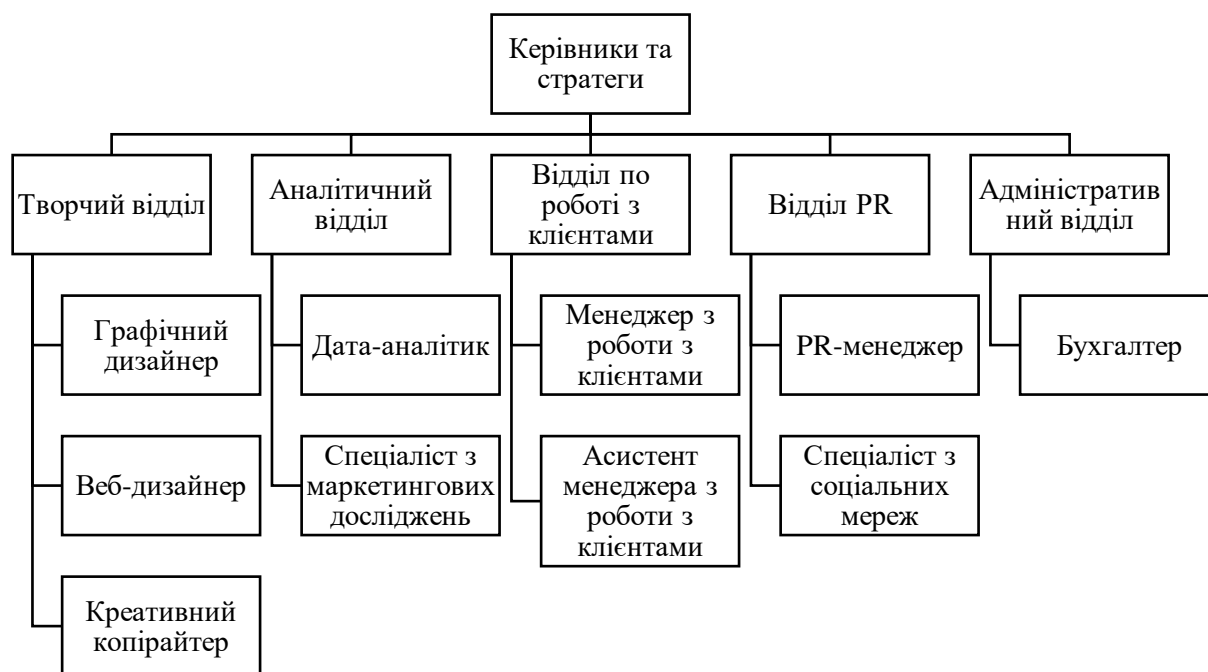 Керівники та
стратеги
Творчий відділ
Аналітичний
відділ
Відділ по
роботі з
клієнтами
Відділ PR
Адміністратив
ний відділ
Графічний
дизайнер
Дата-аналітик
Менеджер з
роботи з
клієнтами
PR-менеджер
Бухгалтер
Веб-дизайнер
Спеціаліст з
маркетингових
досліджень
Асистент
менеджера з
роботи з
клієнтами
Спеціаліст з
соціальних
мереж
Креативний
копірайтер